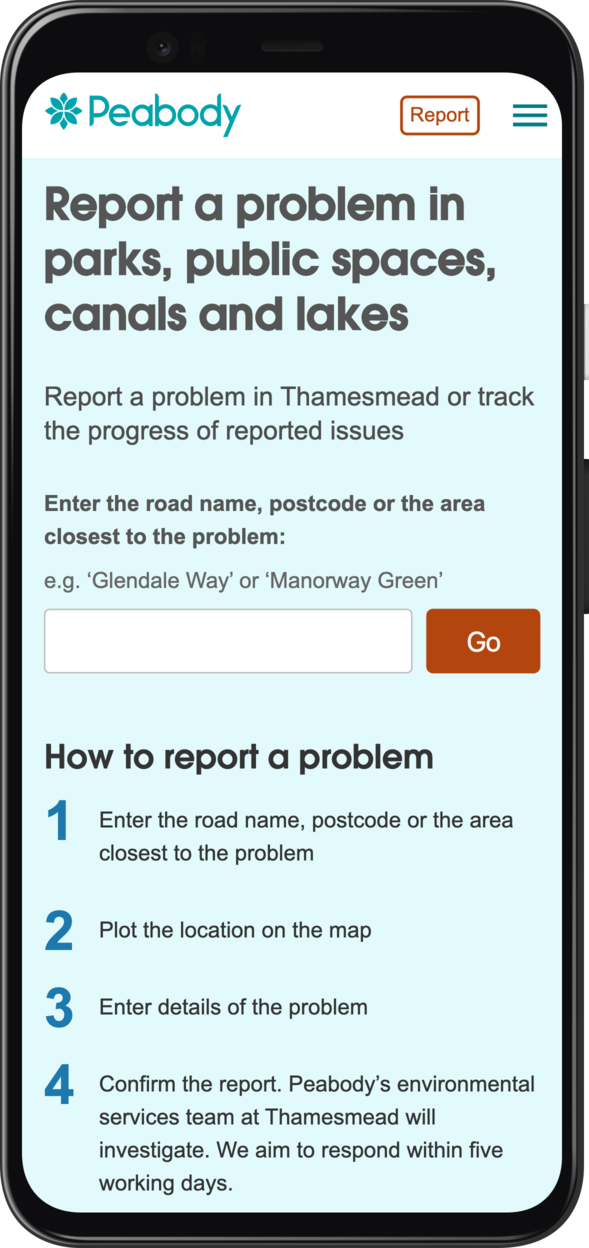 Peabody
Report
Report a problem in
parks, public spaces,
canals and lakes
Report a problem in Thamesmead or track
the progress of reported issues
Enter the road name, postcode or the area
closest to the problem:
e.g. ‘Glendale Way’ or ‘Manorway Green’
Go
How to report a problem
1 Enter the road name, postcode or the area
closest to the problem
2 Plot the location on the map
3 Enter details of the problem
4 Confirm the report. Peabody’s environmental
services team at Thamesmead will
investigate. We aim to respond within five
working days.